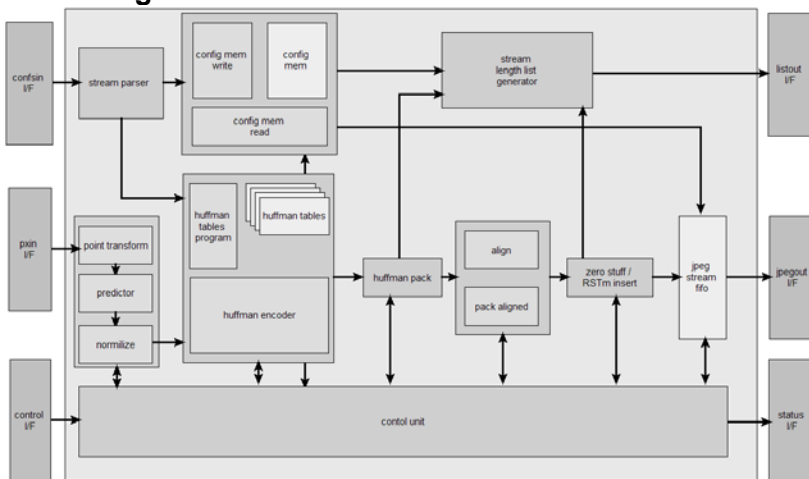 confsin
I/F
stream parser
config mem
write
config
mem
config mem
read
stream
length list
generator
listout
I/F
pxin
I/F
point transform
predictor
normilize
huffman
tables
program
huffman tables
huffman encoder
huffman pack
align
pack aligned
zero stuff /
RSTm insert
jpeg
stream
fifo
jpegout
I/F
control
I/F
contol unit
status
I/F